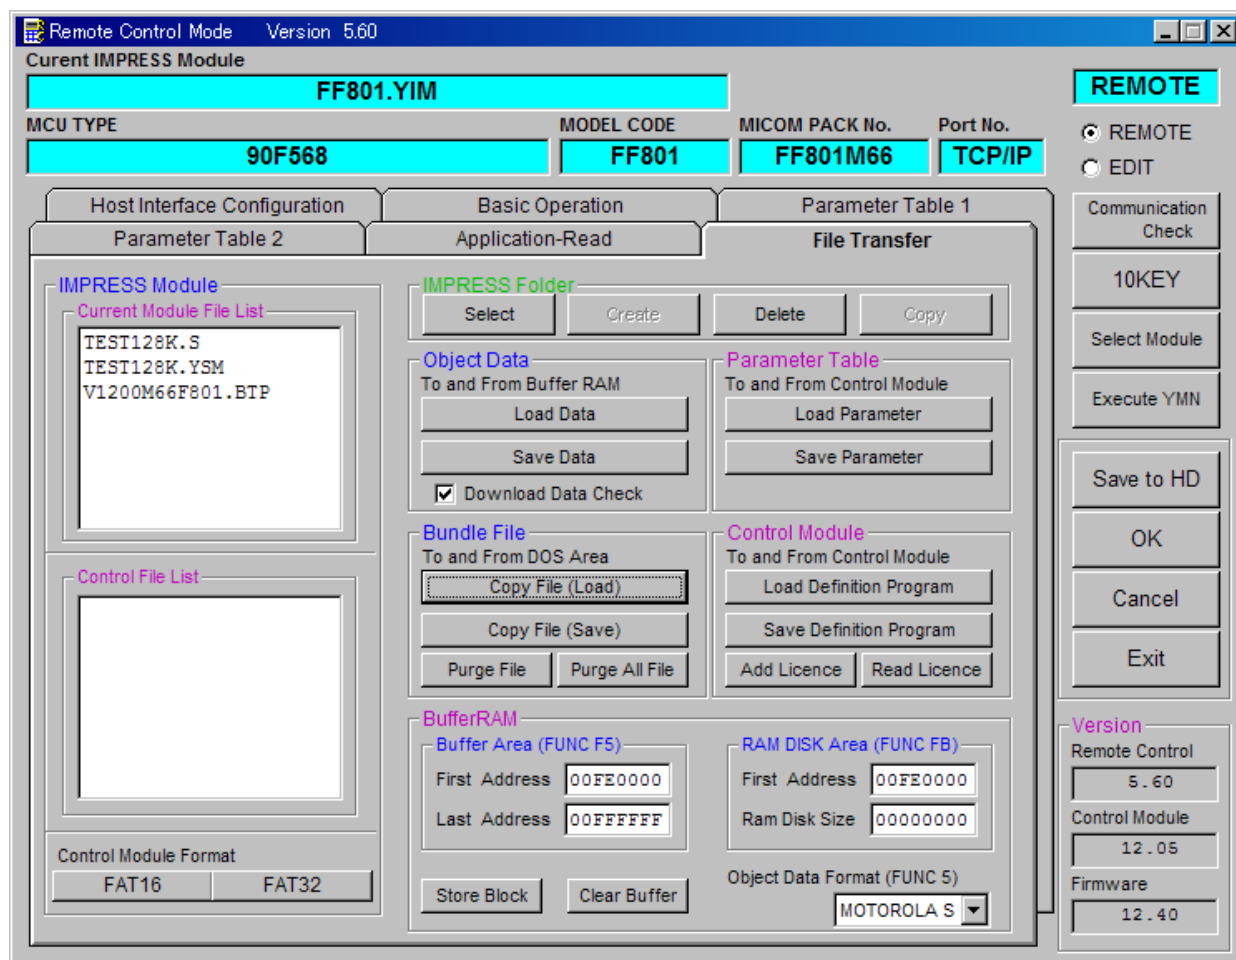 Remote Control Mode Version 5.60
Curent IMPRESS Module
FF801.YIM
REMOTE
MCU TYPE
MODEL CODE
MICOM PACK No.
Port No.
90F568
FF801
FF801M66
TCP/IP
REMOTE
EDIT
Host Interface Configuration
Basic Operation
Parameter Table 1
Parameter Table 2
Application-Read
File Transfer
Communication
Check
10KEY
Select Module
Execute YMN
Save to HD
OK
Cancel
Exit
IMPRESS Module
Current Module File List
TEST128K.S
TEST128K.YSM
V1200M66F801.BTP
Control File List
Control Module Format
FAT16
FAT32
IMPRESS Folder
Select
Create
Delete
Copy
Object Data
To and From Buffer RAM
Load Data
Save Data
Download Data Check
Parameter Table
To and From Control Module
Load Parameter
Save Parameter
Bundle File
To and From DOS Area
Copy File (Load)
Copy File (Save)
Purge File
Purge All File
Control Module
To and From Control Module
Load Definition Program
Save Definition Program
Add Licence
Read Licence
BufferRAM
Buffer Area (FUNC F5)
First Address 00FE0000
Last Address 00FFFFFF
RAM DISK Area (FUNC FB)
First Address 00FE0000
Ram Disk Size 00000000
Store Block
Clear Buffer
Object Data Format (FUNC 5)
MOTOROLA S
Version
Remote Control
5.60
Control Module
12.05
Firmware
12.40